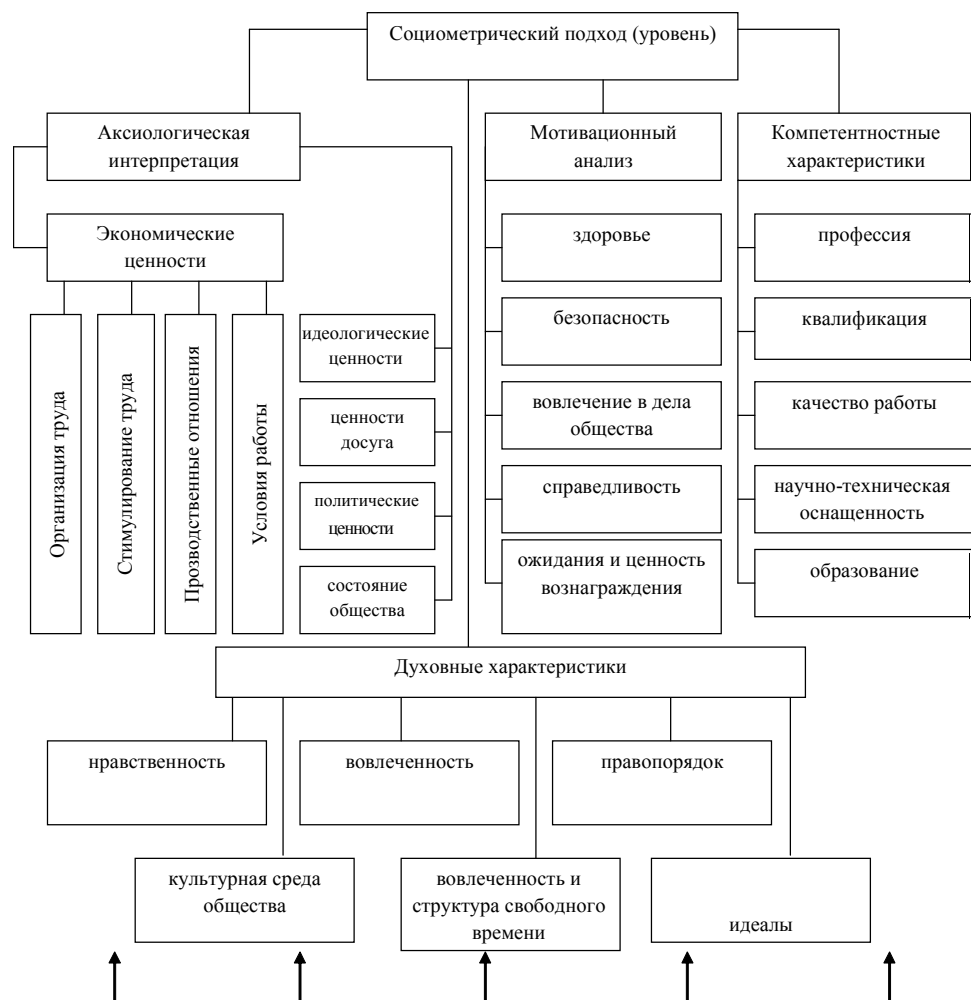 Социометрический подход (уровень)
Аксиологическая
интерпретация
Мотивационный
анализ
Компетентностные
характеристики
Экономические
ценности
Организация труда
Стимулирование труда
Прозводственные отношения
Условия работы
идеологические
ценности
ценности
досуга
политические
ценности
состояние
общества
здоровье
безопасность
вовлечение в дела
общества
справедливость
ожидания и ценность
вознаграждения
профессия
квалификация
качество работы
научно-техническая
оснащенность
образование
Духовные характеристики
нравственность
вовлеченность
правопорядок
культурная среда
общества
вовлеченность и
структура свободного
времени
идеалы